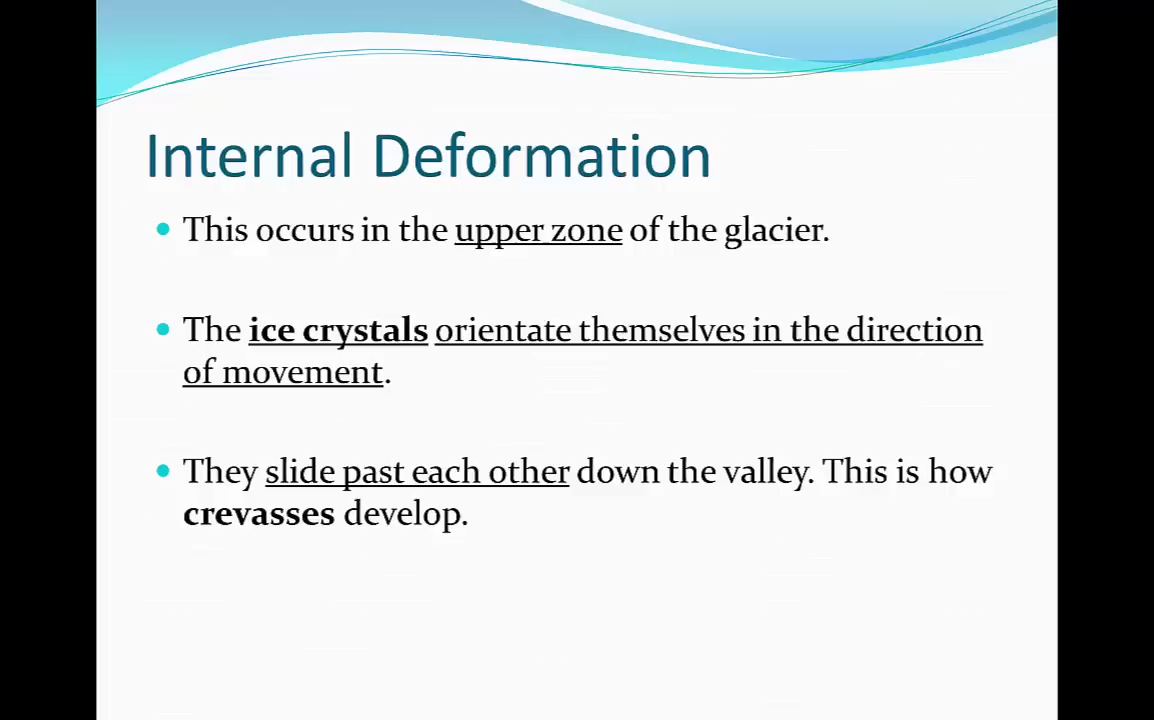 Internal Deformation
This occurs in the upper zone of the glacier.
The ice crystals orientate themselves in the direction
of movement.
They slide past each other down the valley. This is how
crevasses develop.